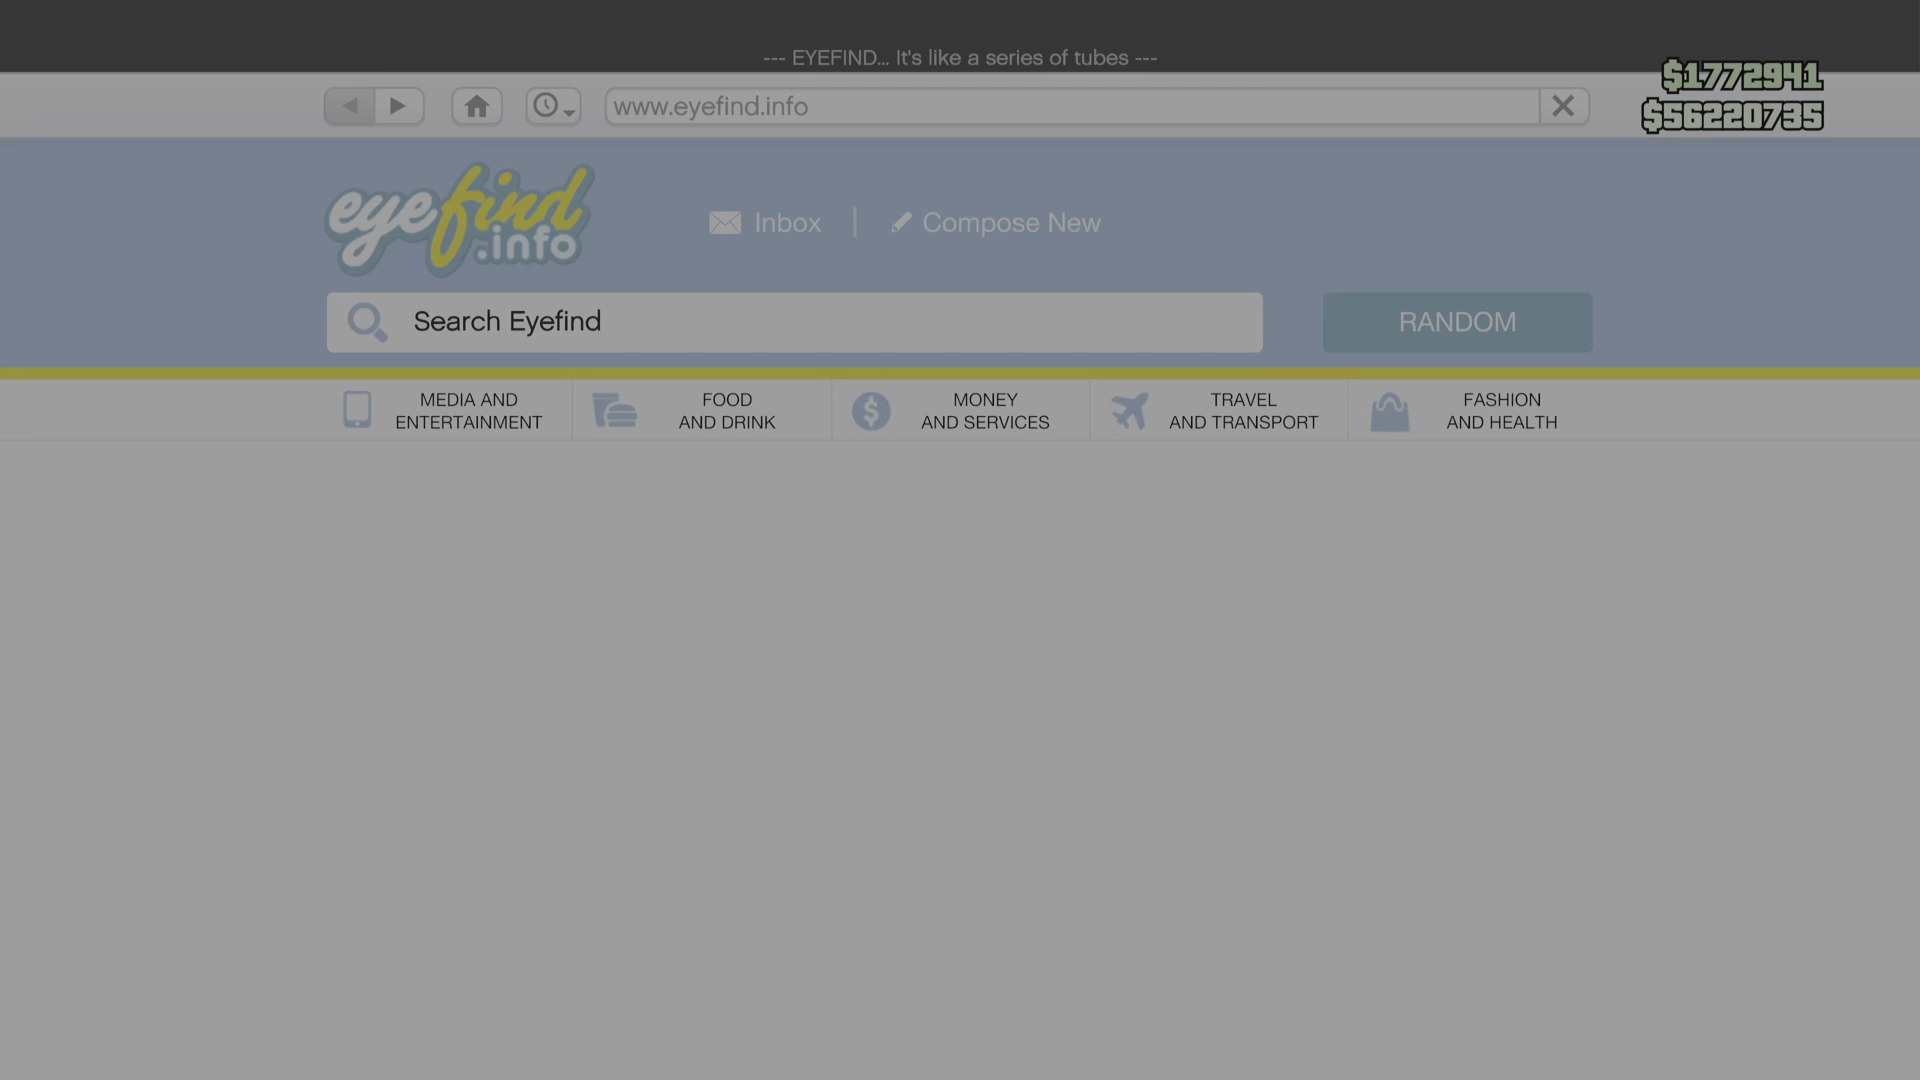 --- EYEFIND... It's like a series of tubes ---
$1772941
www.eyefind.info
$56220735
eyefind
.info
Inbox
Compose New
Search Eyefind
RANDOM
MEDIA AND
ENTERTAINMENT
FOOD
AND DRINK
MONEY
AND SERVICES
TRAVEL
AND TRANSPORT
FASHION
AND HEALTH